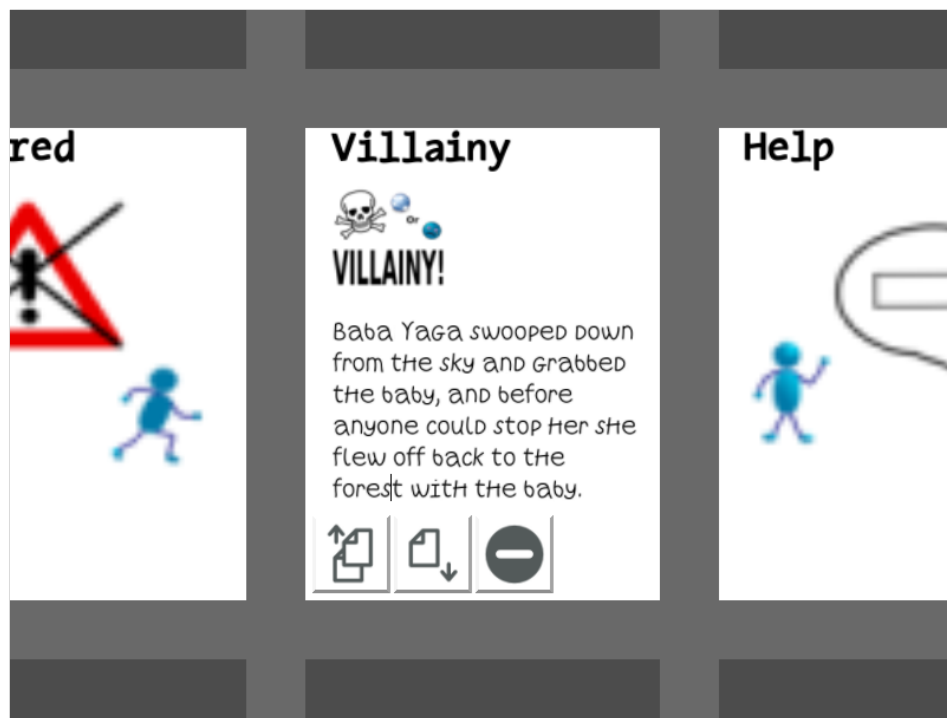 red
Villainy
Help
Or
VILLAINY!
Baba Yaga swooped down
from the sky and grabbed
the baby, and before
anyone could stop her she
flew off back to the
forest with the baby.